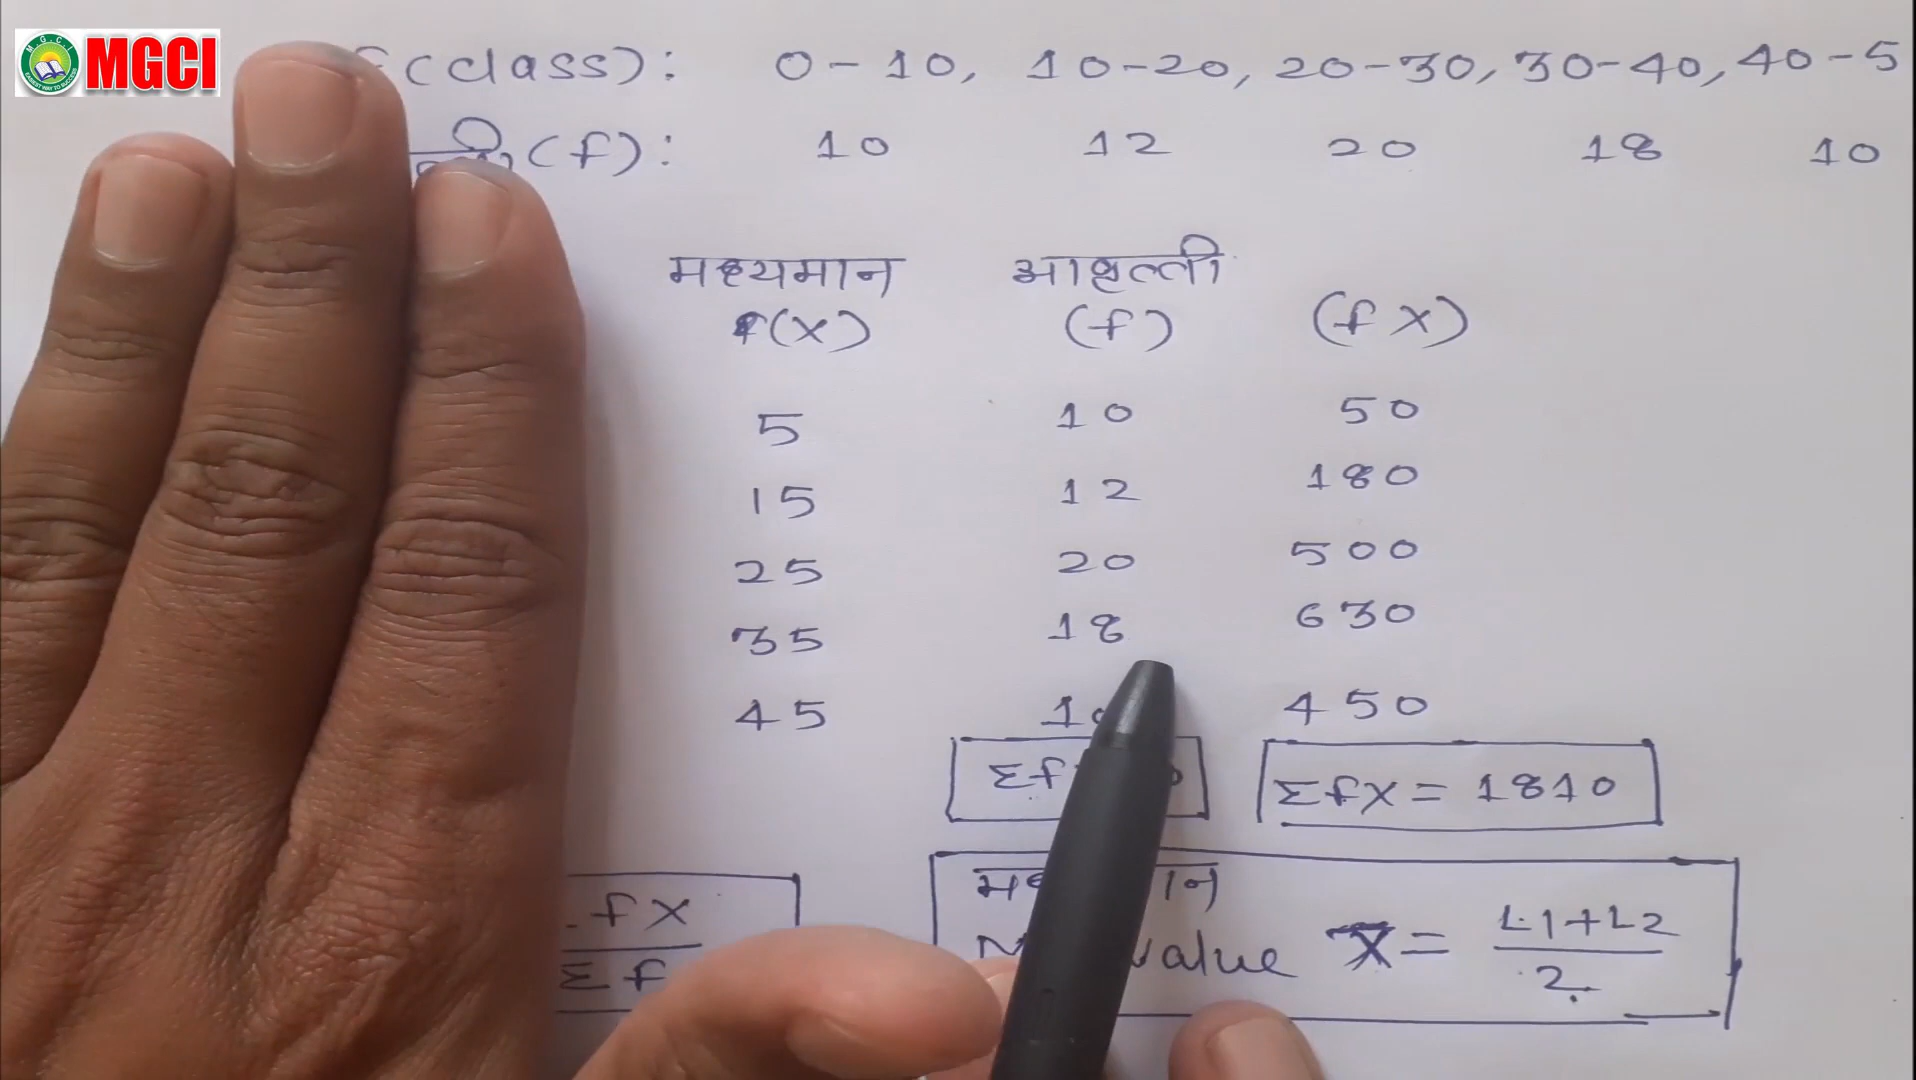 MGCI
(class): 0-10, 10-20, 20-30, 30-40, 40-5
(f): 10 12 20 18 10
मध्यमान आवृत्ती
(x) (f) (fx)
5 10 50
15 12 180
25 20 500
35 18 630
45 10 450
Σf Σfx = 1810
fx
Σf
value x̄ = L1+L2
2